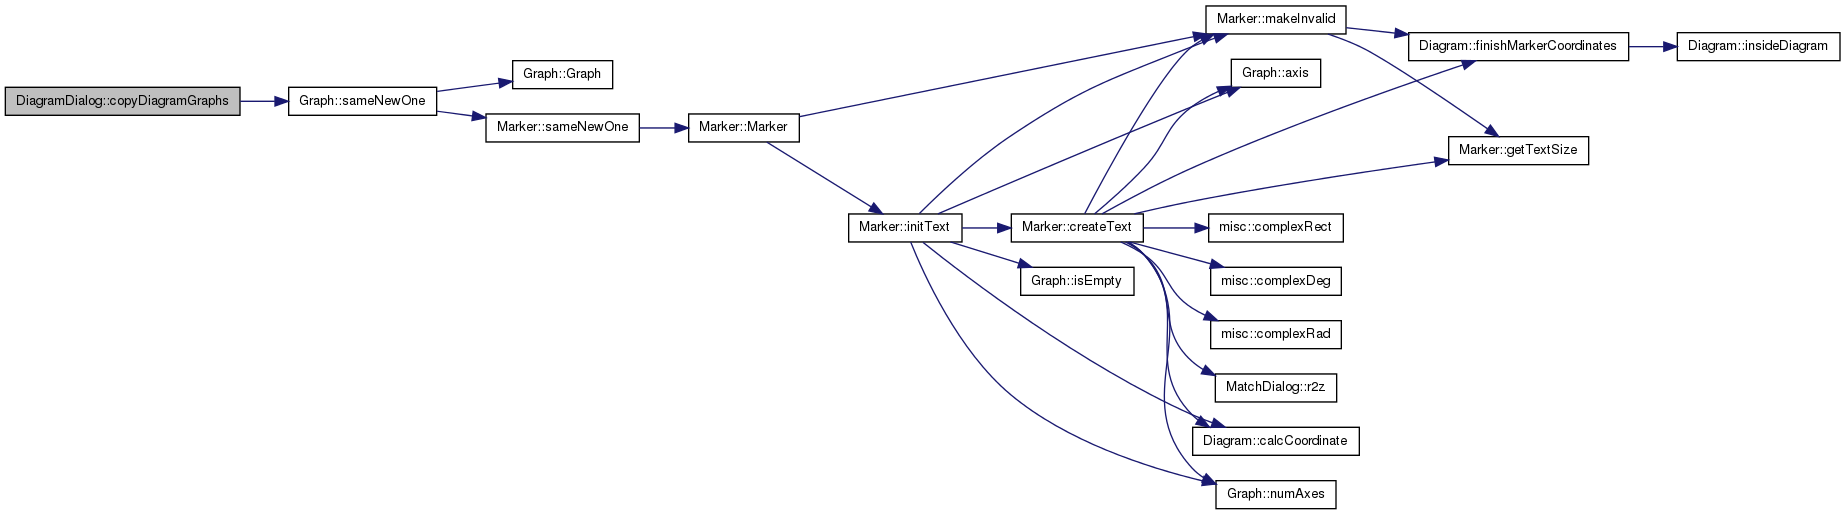 DiagramDialog::copyDiagramGraphs
Graph::sameNewOne
Graph::Graph
Marker::sameNewOne
Marker::Marker
Marker::initText
Marker::createText
Graph::isEmpty
Marker::makeInvalid
Graph::axis
Diagram::finishMarkerCoordinates
Diagram::insideDiagram
Marker::getTextSize
misc::complexRect
misc::complexDeg
misc::complexRad
MatchDialog::r2z
Diagram::calcCoordinate
Graph::numAxes